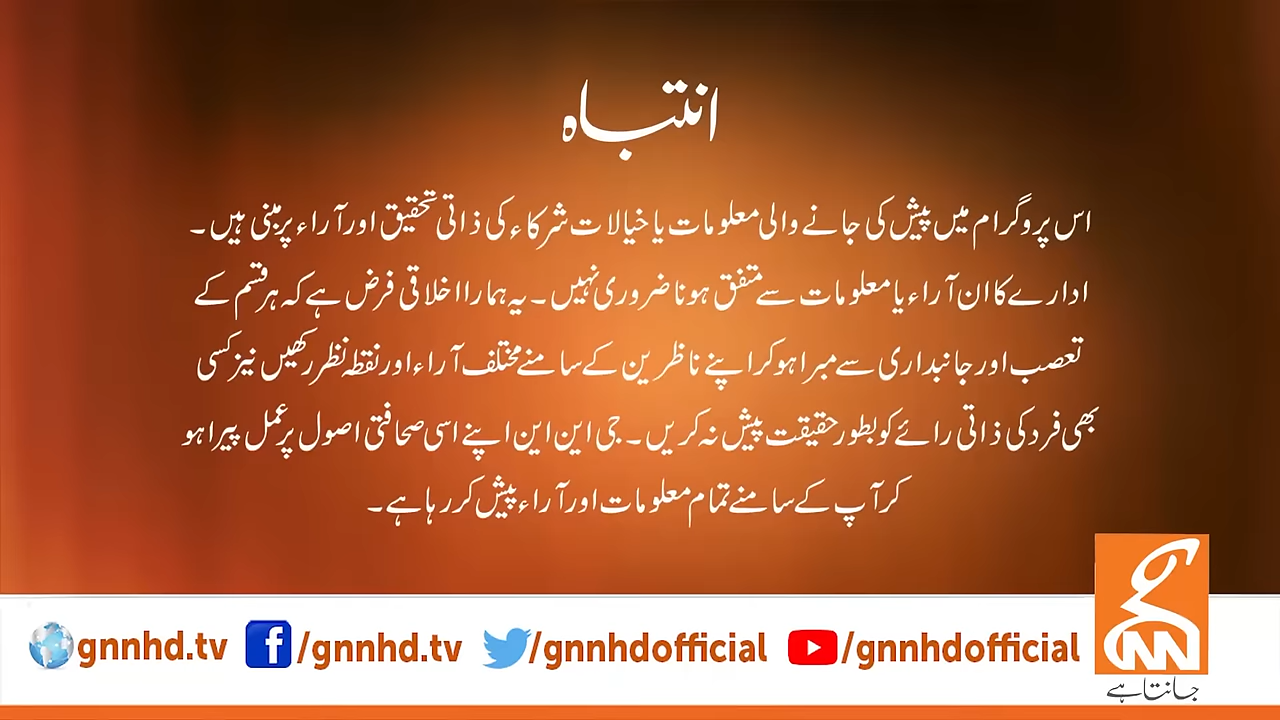 انتباہ
اس پروگرام میں پیش کی جانے والی معلومات یا خیالات شرکاء کی ذاتی تحقیق اور آراء پر مبنی ہیں۔
ادارے کا ان آراء یا معلومات سے متفق ہونا ضروری نہیں۔ یہ ہمارا اخلاقی فرض ہے کہ ہر قسم کے
تعصب اور جانبداری سے مبرا ہو کر اپنے ناظرین کے سامنے مختلف آراء اور نقطہ نظر رکھیں نیز کسی
بھی فرد کی ذاتی رائے کو بطور حقیقت پیش نہ کریں۔ جی این این اپنے اسی صحافتی اصول پر عمل پیرا ہو
کر آپ کے سامنے تمام معلومات اور آراء پیش کر رہا ہے۔
gnnhd.tv /gnnhd.tv /gnnhdofficial /gnnhdofficial
GNN
جانتا ہے